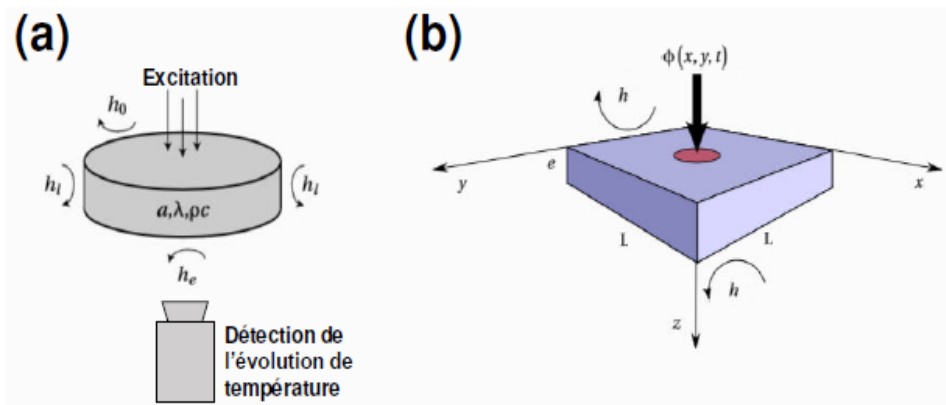 (a)
Excitation
h₀
hₗ
hₗ
a,λ,ρc
hₑ
Détection de
l'évolution de
température
(b)
ϕ(x,y,t)
h
e
y
x
L
L
h
z